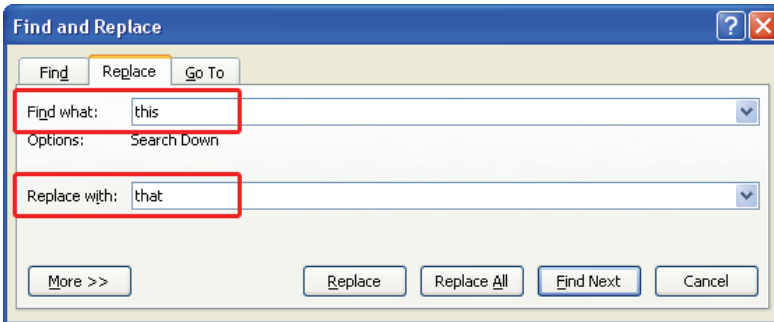 Find and Replace
Find Replace Go To
Find what: this
Options: Search Down
Replace with: that
More >> Replace Replace All Find Next Cancel